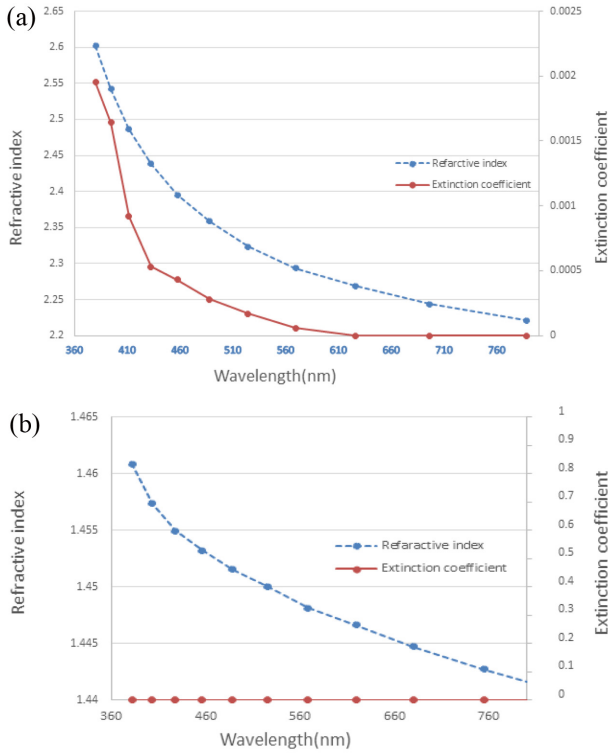 (a)
2.65
2.6
2.55
2.5
2.45
2.4
2.35
2.3
2.25
2.2
Refractive index
0.0025
0.002
0.0015
0.001
0.0005
0
Extinction coefficient
Refarctive index
Extinction coefficient
360 410 460 510 560 610 660 710 760
Wavelength(nm)
(b)
1.465
1.46
1.455
1.45
1.445
1.44
Refractive index
1
0.9
0.8
0.7
0.6
0.5
0.4
0.3
0.2
0.1
0
Extinction coefficient
Refaractive index
Extinction coefficient
360 460 560 660 760
Wavelength(nm)